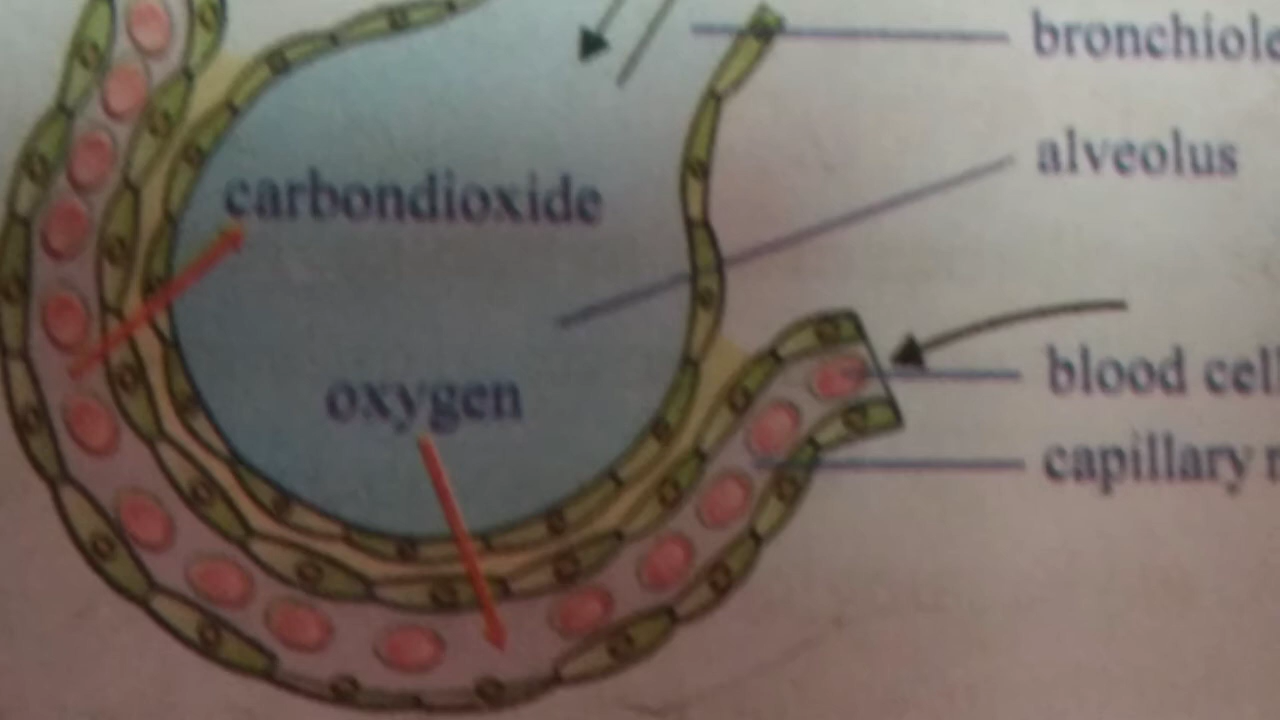 bronchiole
alveolus
carbondioxide
blood cell
oxygen
capillary